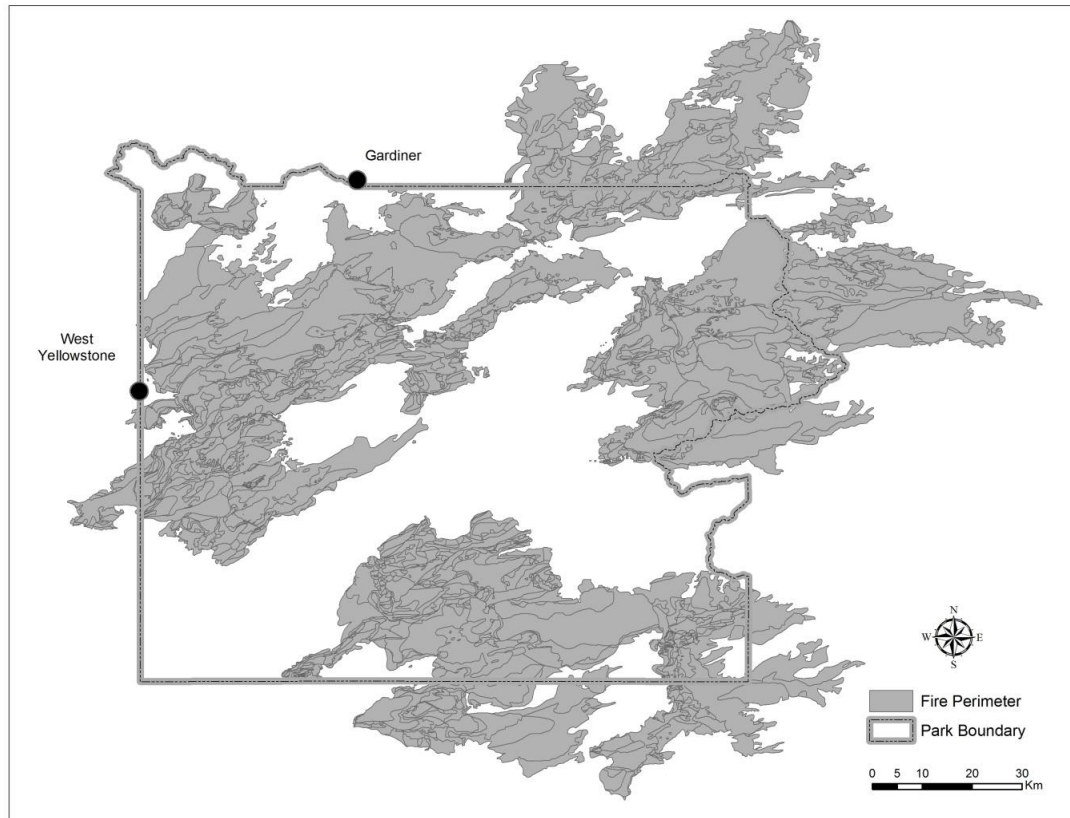 Gardiner
West
Yellowstone
N
W E
S
Fire Perimeter
Park Boundary
0 5 10 20 30
Km